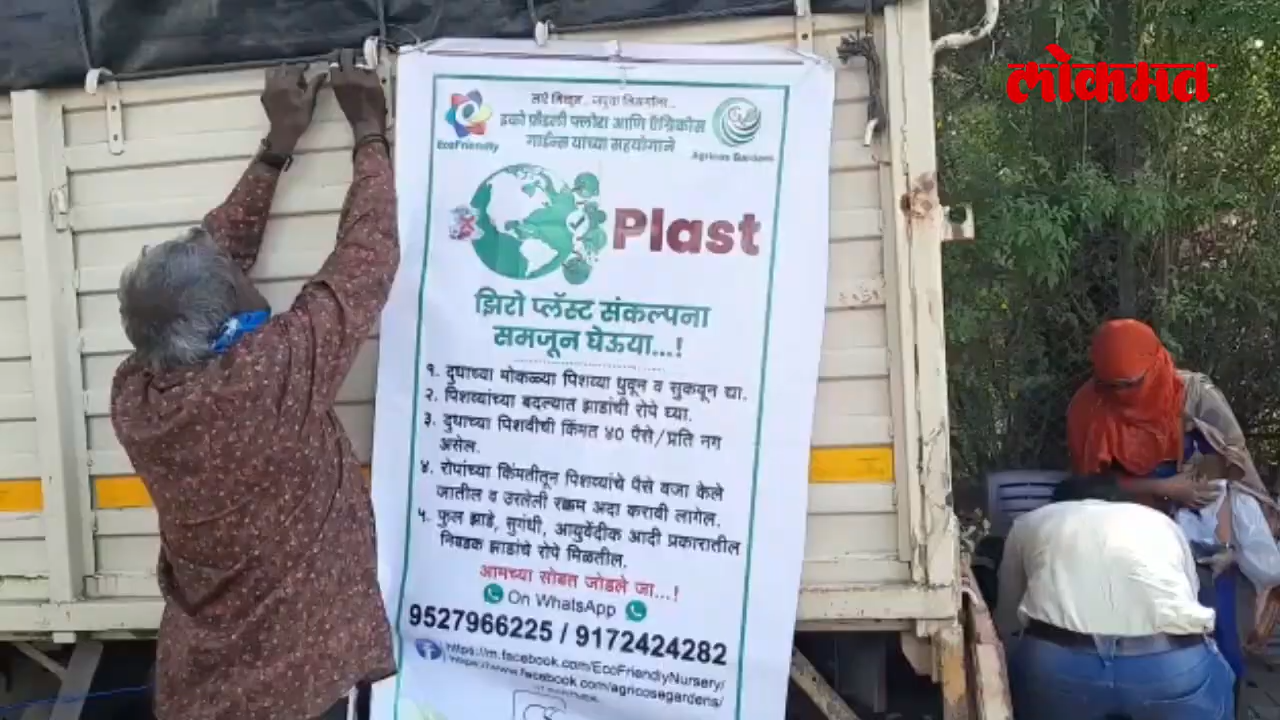 लोकमत
इको फ्रेंडली फ्लोरा आणि ऍग्रिकोस
गार्डन्स यांच्या सहयोगाने
EcoFriendly
Agricos Gardens
Plast
झिरो प्लॅस्ट संकल्पना
समजून घेऊया...!
१. दुधाच्या मोकळ्या पिशव्या धुवून व सुकवून द्या.
२. पिशव्यांच्या बदल्यात झाडांची रोपे घ्या.
३. दुधाच्या पिशवीची किंमत ४० पैसे/प्रति नग
असेल.
४. रोपांच्या किंमतीतून पिशव्यांचे पैसे वजा केले
जातील व उरलेली रक्कम अदा करावी लागेल.
५. फुल झाडे, सुगंधी, आयुर्वेदीक आदी प्रकारातील
निवडक झाडांचे रोपे मिळतील.
आमच्या सोबत जोडले जा...!
On WhatsApp
9527966225 / 9172424282
https://m.facebook.com/EcoFriendlyNursery/
https://www.facebook.com/agricosegardens/